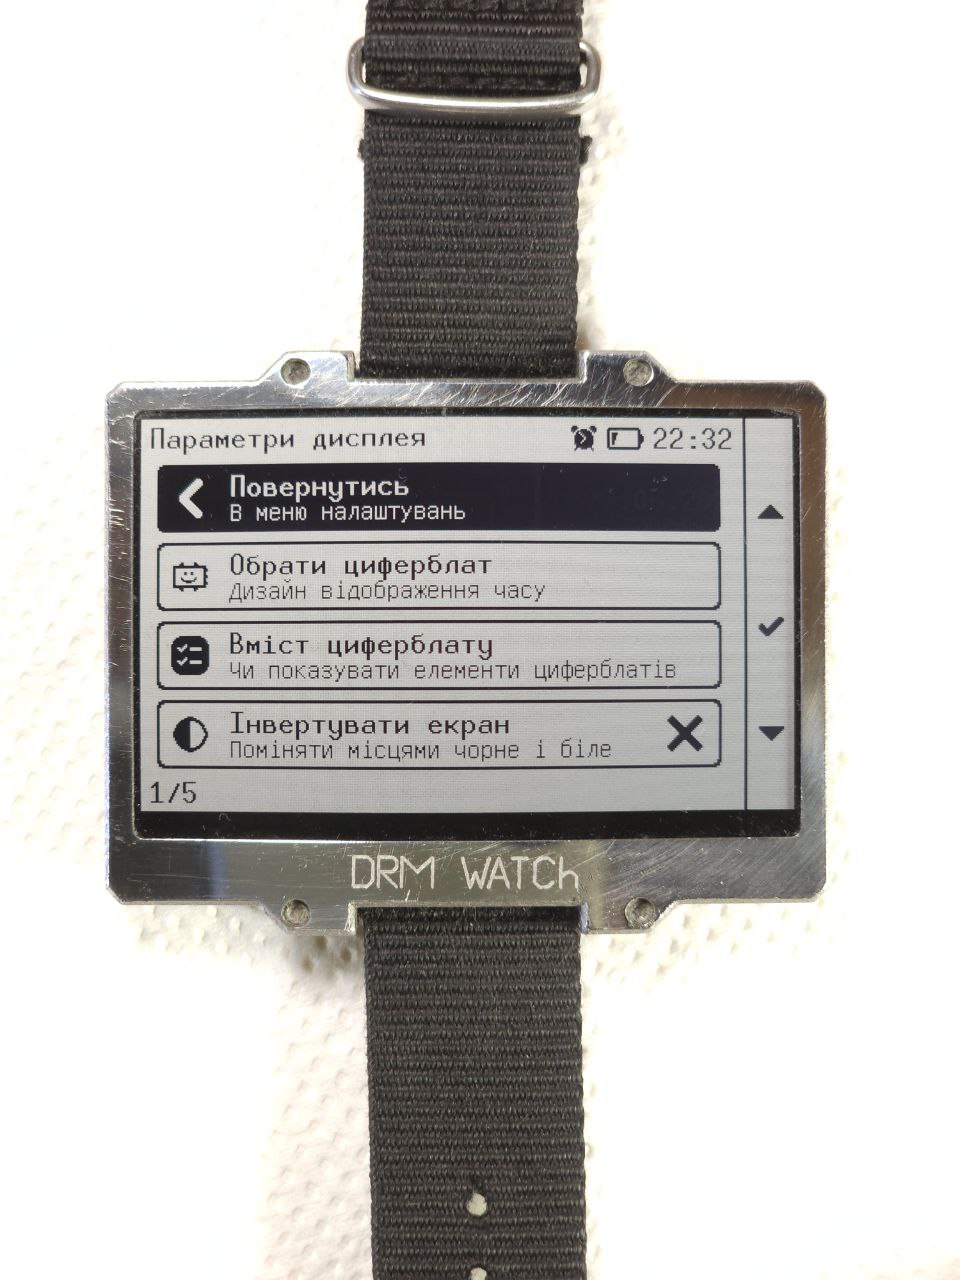 Параметри дисплея 22:32
Повернутись
В меню налаштувань
Обрати циферблат
Дизайн відображення часу
Вміст циферблату
Чи показувати елементи циферблатів
Інвертувати екран
Поміняти місцями чорне і біле
1/5
DRM WATCh